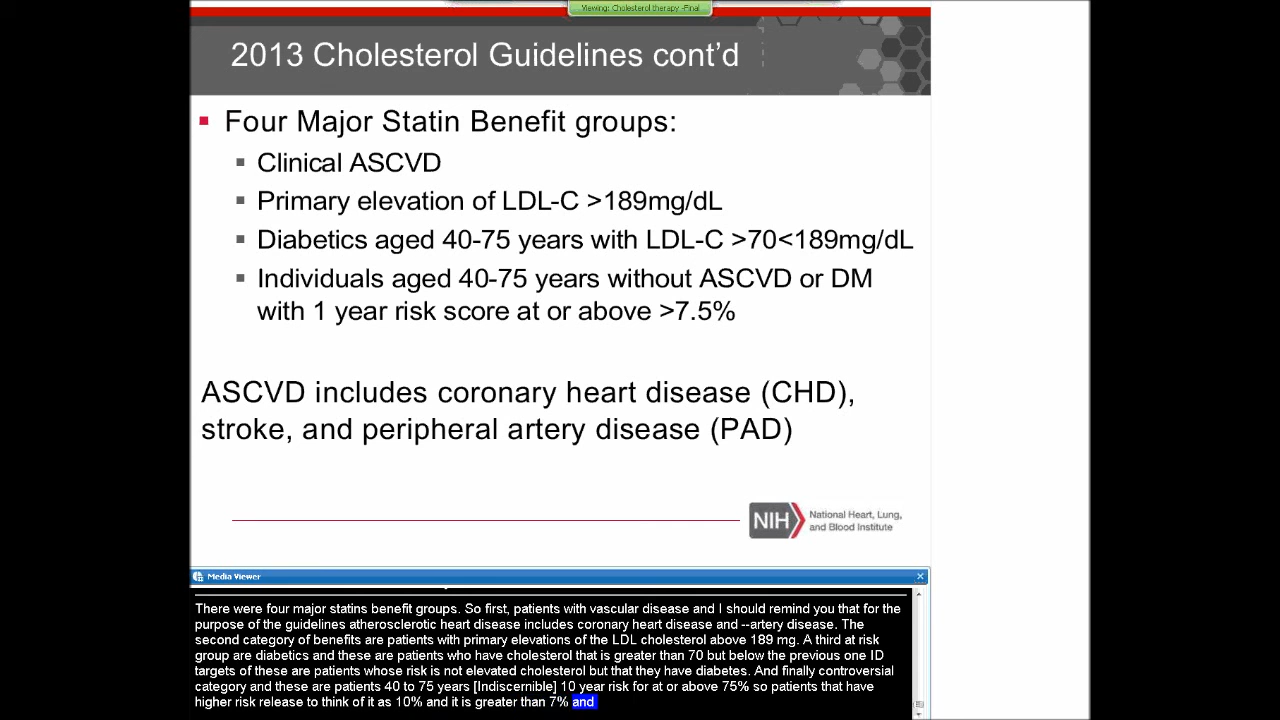 Viewing: Cholesterol therapy -Final
2013 Cholesterol Guidelines cont’d
Four Major Statin Benefit groups:
Clinical ASCVD
Primary elevation of LDL-C >189mg/dL
Diabetics aged 40-75 years with LDL-C >70<189mg/dL
Individuals aged 40-75 years without ASCVD or DM
with 1 year risk score at or above >7.5%
ASCVD includes coronary heart disease (CHD),
stroke, and peripheral artery disease (PAD)
NIH
National Heart, Lung,
and Blood Institute
Media Viewer
There were four major statins benefit groups. So first, patients with vascular disease and I should remind you that for the
purpose of the guidelines atherosclerotic heart disease includes coronary heart disease and --artery disease. The
second category of benefits are patients with primary elevations of the LDL cholesterol above 189 mg. A third at risk
group are diabetics and these are patients who have cholesterol that is greater than 70 but below the previous one ID
targets of these are patients whose risk is not elevated cholesterol but that they have diabetes. And finally controversial
category and these are patients 40 to 75 years [Indiscernible] 10 year risk for at or above 75% so patients that have
higher risk release to think of it as 10% and it is greater than 7% and